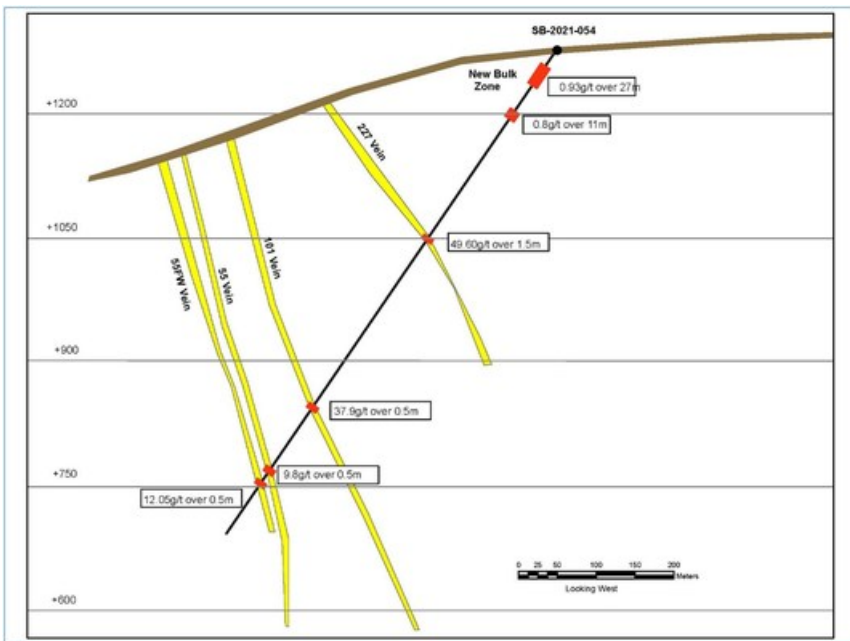 SB-2021-054
New Bulk
Zone
0.93g/t over 27m
+1200
0.8g/t over 11m
227 Vein
+1050
49.60g/t over 1.5m
101 Vein
55 Vein
55FW Vein
+900
37.9g/t over 0.5m
+750
9.8g/t over 0.5m
12.05g/t over 0.5m
0 25 50 100 150 200
Meters
Looking West
+600